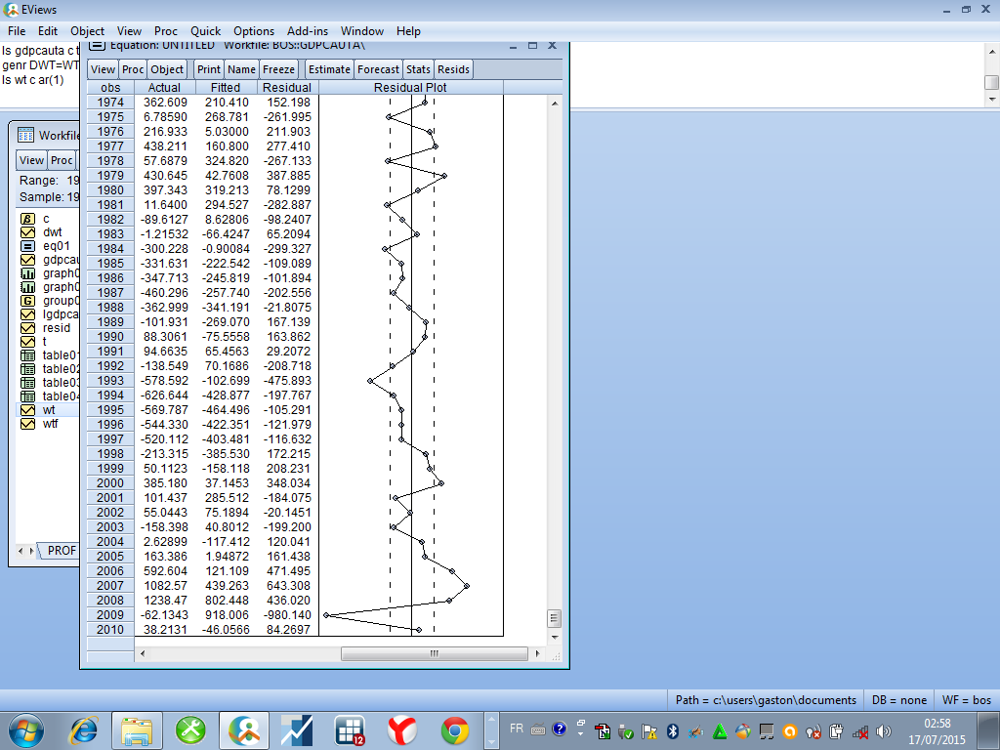 EViews
File Edit Object View Proc Quick Options Add-ins Window Help
ls gdpcauta c t
genr DWT=WT
ls wt c ar(1)
Equation: UNTITLED Workfile: BOS::GDPCAUTA\
View Proc Object Print Name Freeze Estimate Forecast Stats Resids
obs Actual Fitted Residual Residual Plot
1974 362.609 210.410 152.198
1975 6.78590 268.781 -261.995
1976 216.933 5.03000 211.903
1977 438.211 160.800 277.410
1978 57.6879 324.820 -267.133
1979 430.645 42.7608 387.885
1980 397.343 319.213 78.1299
1981 11.6400 294.527 -282.887
1982 -89.6127 8.62806 -98.2407
1983 -1.21532 -66.4247 65.2094
1984 -300.228 -0.90084 -299.327
1985 -331.631 -222.542 -109.089
1986 -347.713 -245.819 -101.894
1987 -460.296 -257.740 -202.556
1988 -362.999 -341.191 -21.8075
1989 -101.931 -269.070 167.139
1990 88.3061 -75.5558 163.862
1991 94.6635 65.4563 29.2072
1992 -138.549 70.1686 -208.718
1993 -578.592 -102.699 -475.893
1994 -626.644 -428.877 -197.767
1995 -569.787 -464.496 -105.291
1996 -544.330 -422.351 -121.979
1997 -520.112 -403.481 -116.632
1998 -213.315 -385.530 172.215
1999 50.1123 -158.118 208.231
2000 385.180 37.1453 348.034
2001 101.437 285.512 -184.075
2002 55.0443 75.1894 -20.1451
2003 -158.398 40.8012 -199.200
2004 2.62899 -117.412 120.041
2005 163.386 1.94872 161.438
2006 592.604 121.109 471.495
2007 1082.57 439.263 643.308
2008 1238.47 802.448 436.020
2009 -62.1343 918.006 -980.140
2010 38.2131 -46.0566 84.2697
Workfile
View Proc
Range: 19
Sample: 19
c
dwt
eq01
gdpcau
graph0
graph0
group0
lgdpca
resid
t
table01
table02
table03
table04
wt
wtf
PROF
Path = c:\users\gaston\documents DB = none WF = bos
12
FR
02:58
17/07/2015